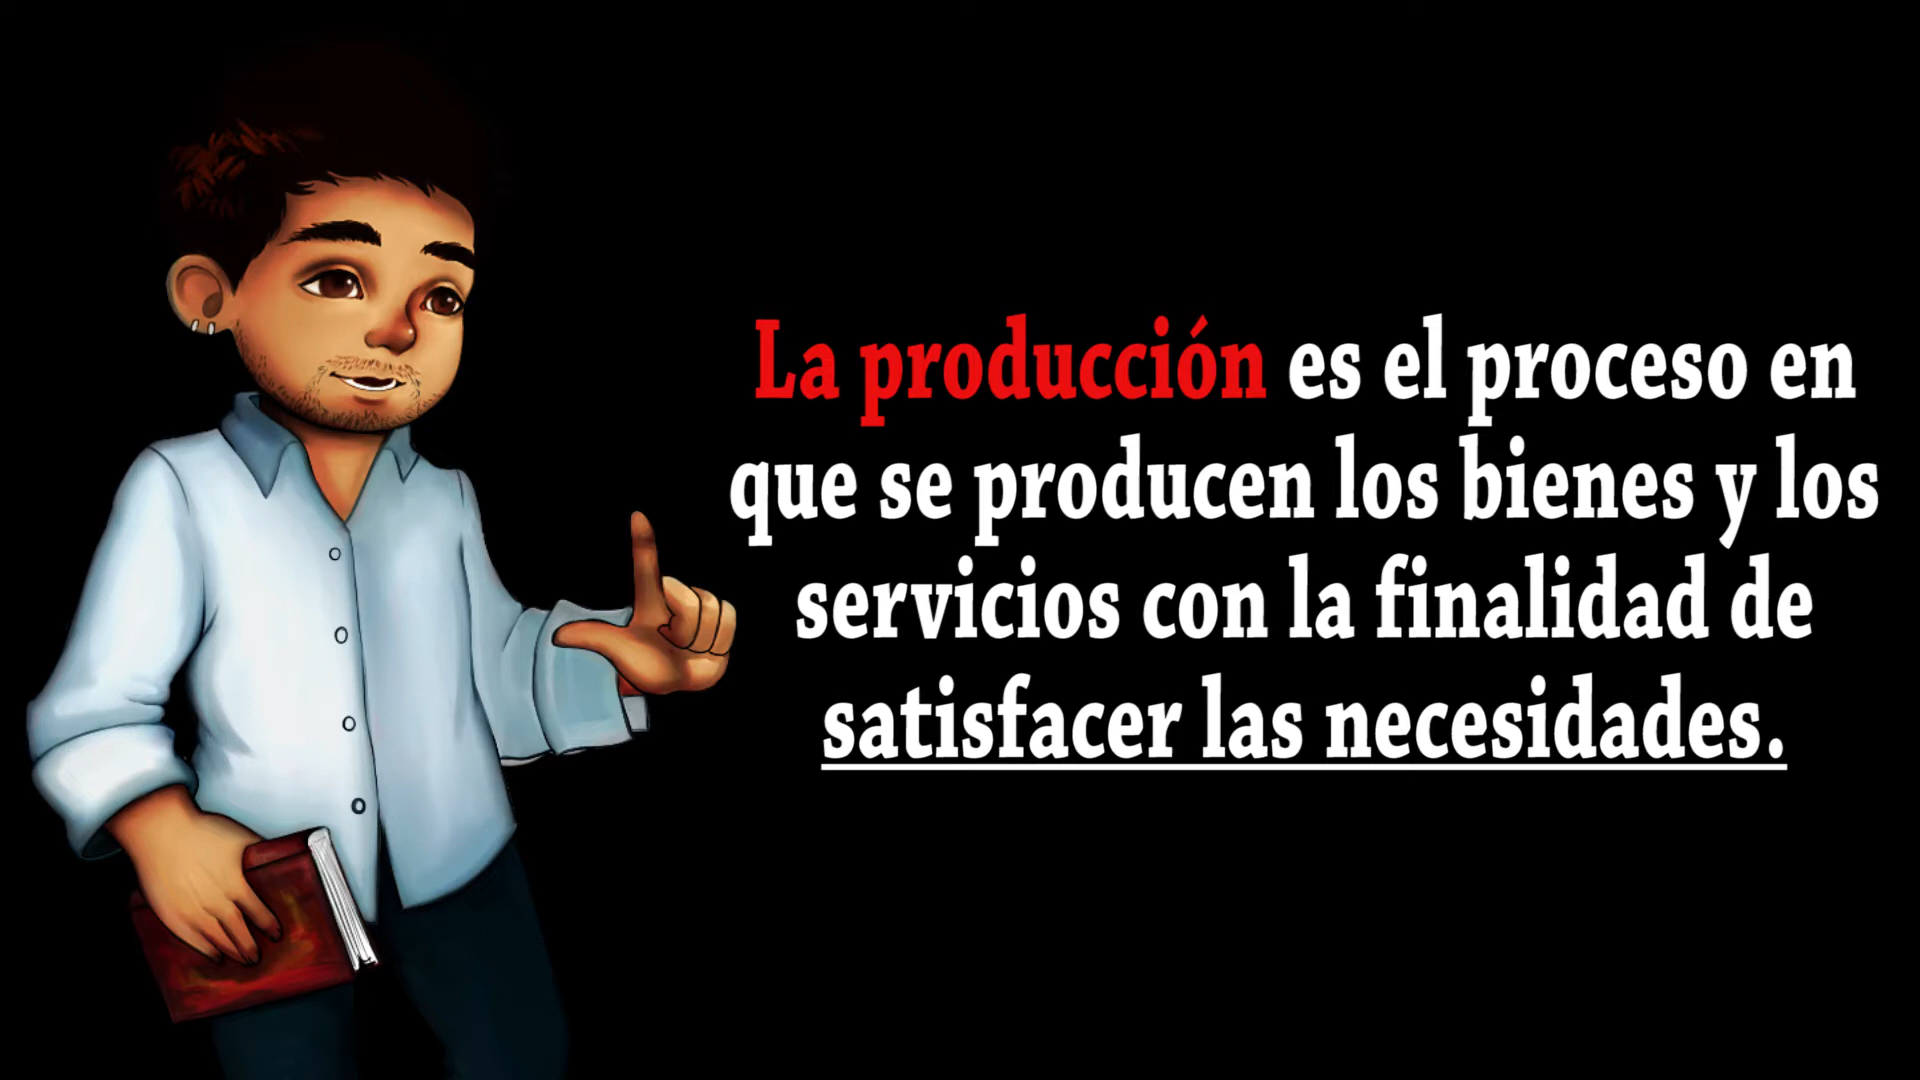 La producción es el proceso en
que se producen los bienes y los
servicios con la finalidad de
satisfacer las necesidades.